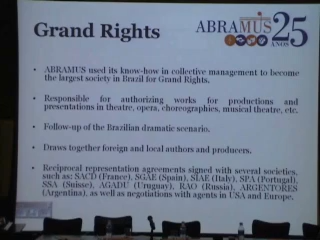 Grand Rights
ABRAMUS 25
ANOS
• ABRAMUS used its know-how in collective management to become
the largest society in Brazil for Grand Rights.
• Responsible for authorizing works for productions and
presentations in theatre, opera, choreographies, musical theatre, etc.
• Follow-up of the Brazilian dramatic scenario.
• Draws together foreign and local authors and producers.
• Reciprocal representation agreements signed with several societies,
such as: SACD (France), SGAE (Spain), SIAE (Italy), SPA (Portugal),
SSA (Suisse), AGADU (Uruguay), RAO (Russia), ARGENTORES
(Argentina), as well as negotiations with agents in USA and Europe.